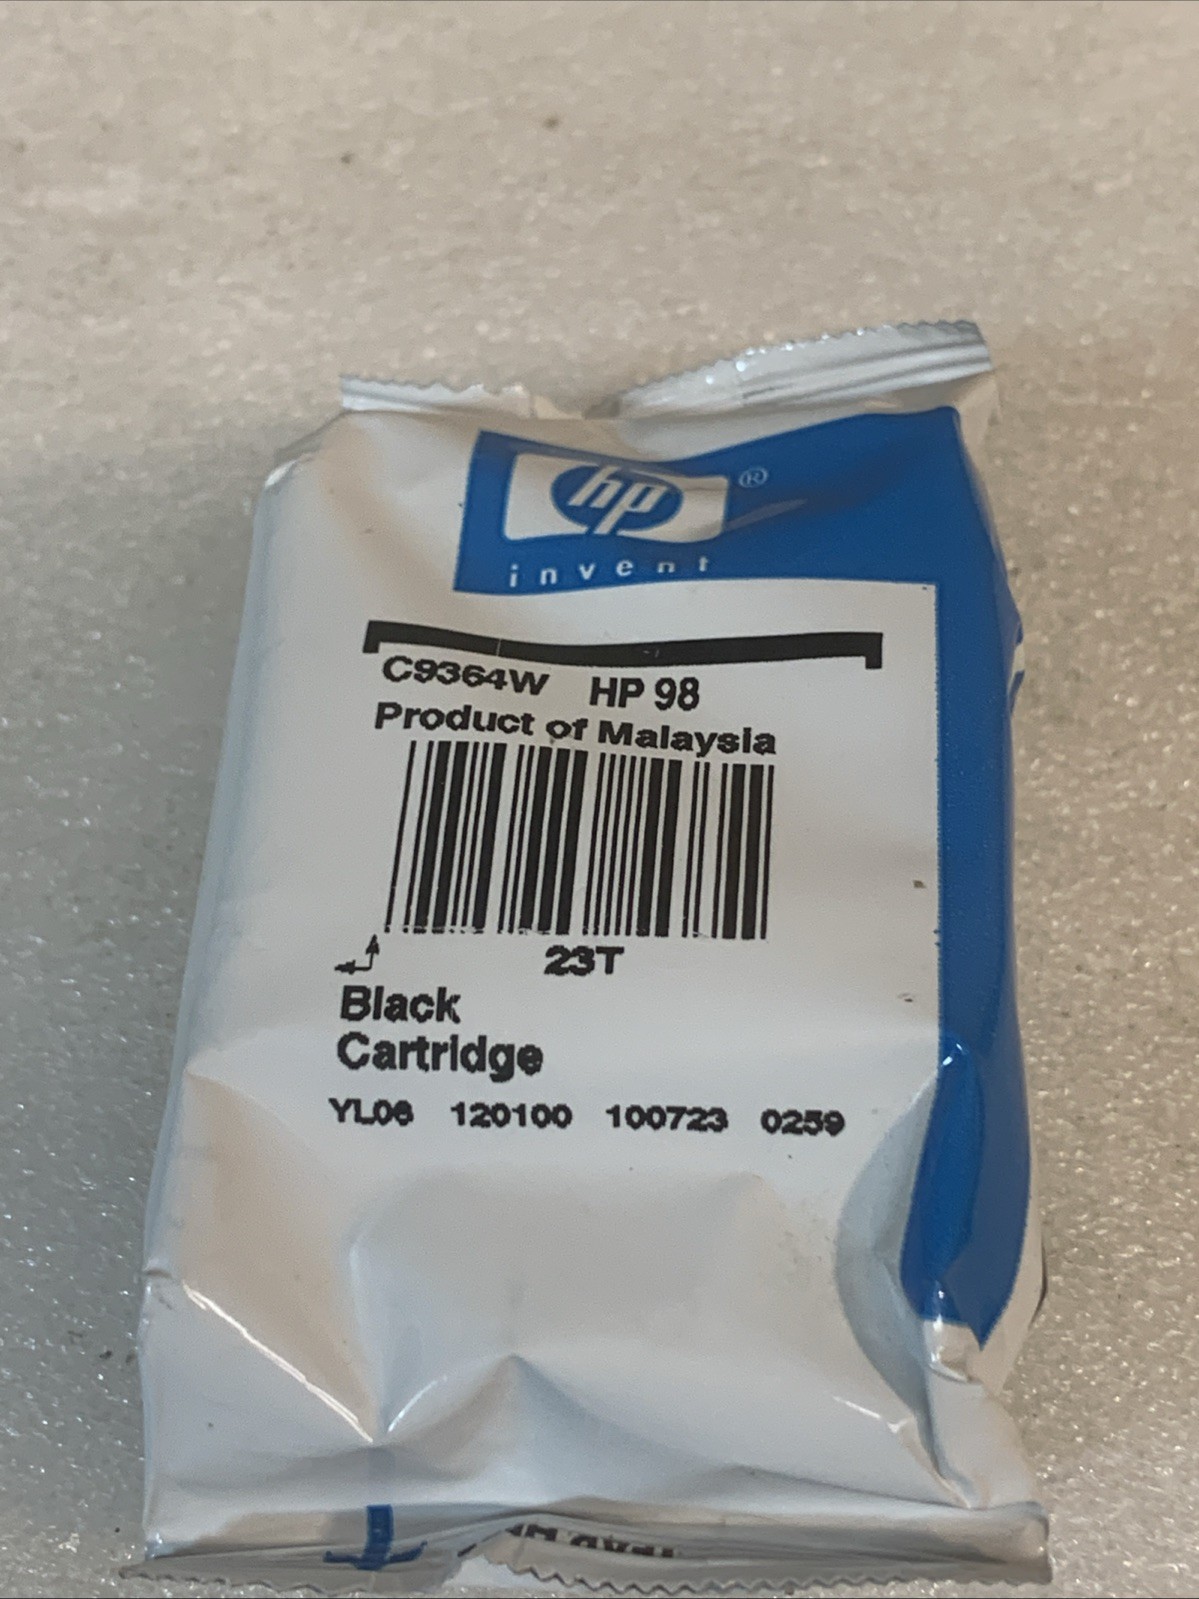 hp ®
invent
C9364W HP 98
Product of Malaysia
23T
Black
Cartridge
YL06 120100 100723 0259